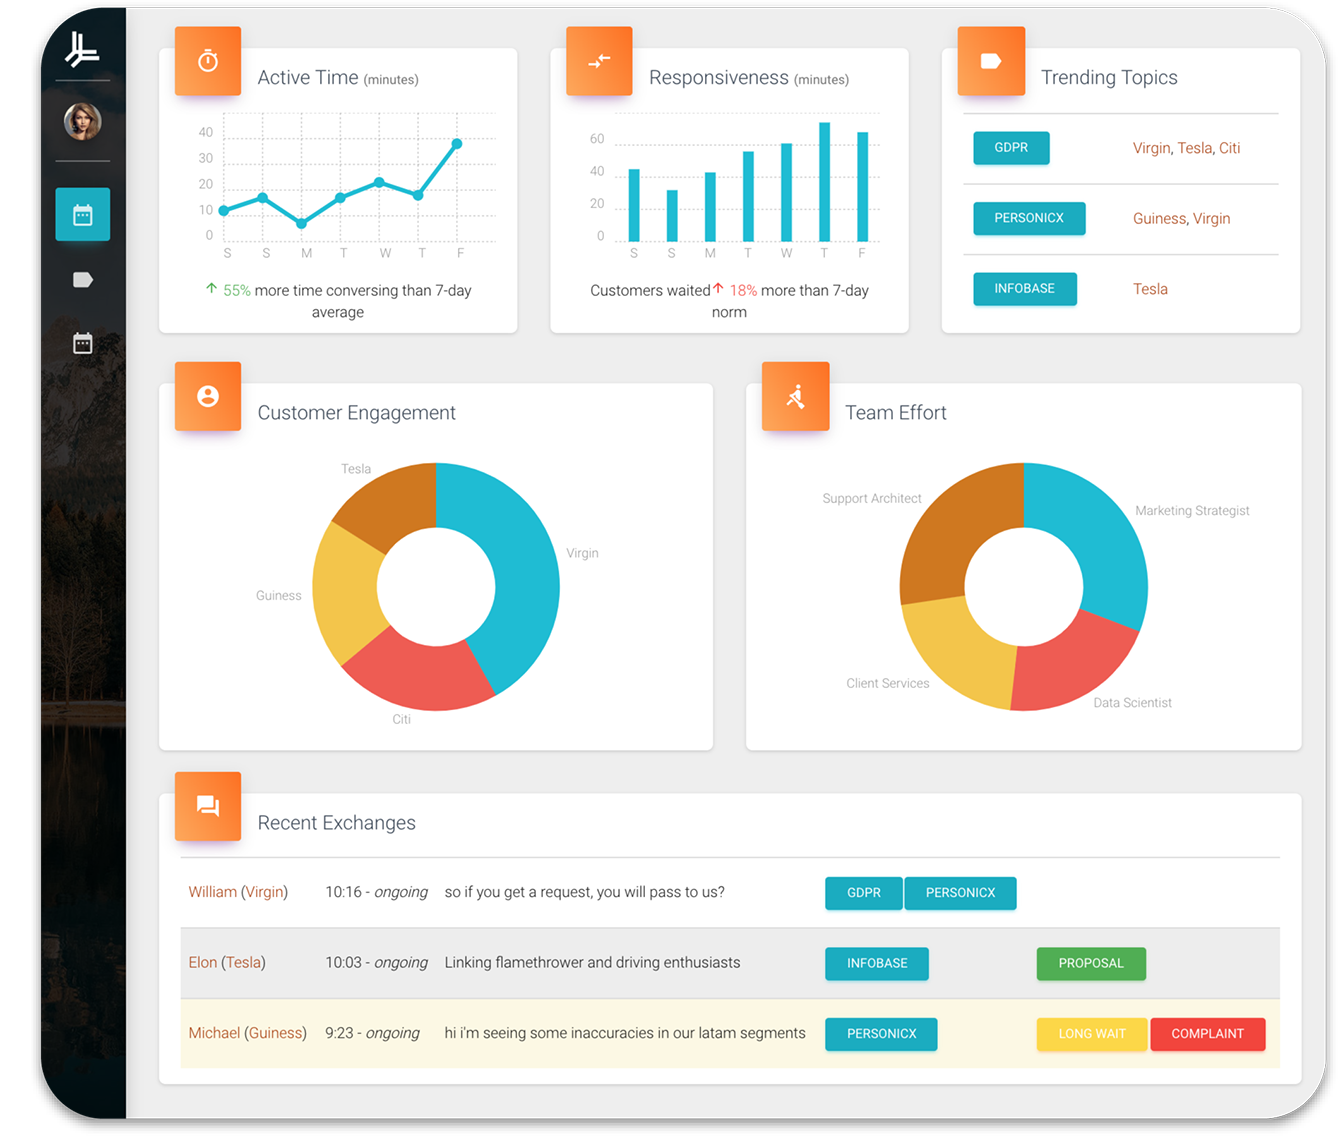 Active Time (minutes)
40
30
20
10
0
S S M T W T F
↑ 55% more time conversing than 7-day
average
Responsiveness (minutes)
60
40
20
0
S S M T W T F
Customers waited↑ 18% more than 7-day
norm
Trending Topics
GDPR Virgin, Tesla, Citi
PERSONICX Guiness, Virgin
INFOBASE Tesla
Customer Engagement
Tesla
Virgin
Guiness
Citi
Team Effort
Support Architect
Marketing Strategist
Client Services
Data Scientist
Recent Exchanges
William (Virgin) 10:16 - ongoing so if you get a request, you will pass to us? GDPR PERSONICX
Elon (Tesla) 10:03 - ongoing Linking flamethrower and driving enthusiasts INFOBASE PROPOSAL
Michael (Guiness) 9:23 - ongoing hi i'm seeing some inaccuracies in our latam segments PERSONICX LONG WAIT COMPLAINT